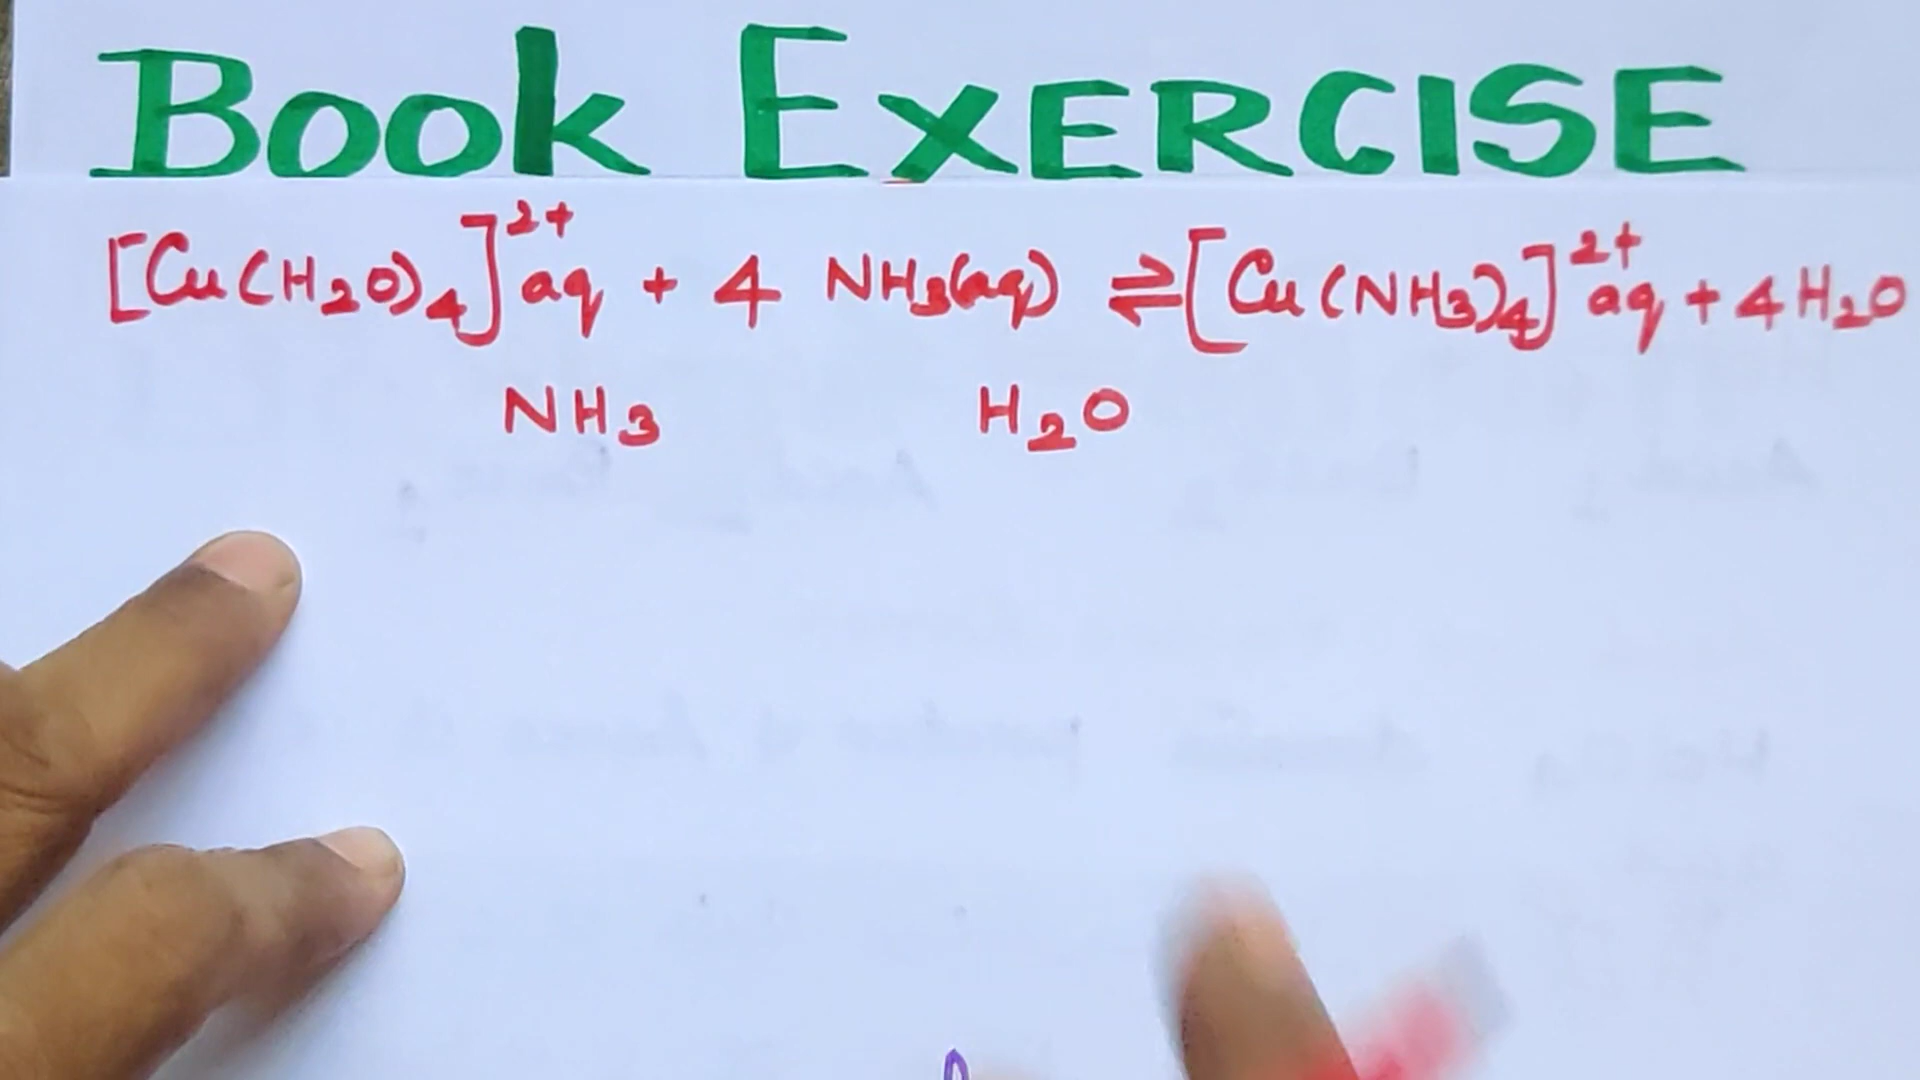 BOOK EXERCISE
[Cu(H₂O)₄]²⁺aq + 4 NH₃(aq) ⇌ [Cu(NH₃)₄]²⁺aq + 4H₂O
NH₃ H₂O